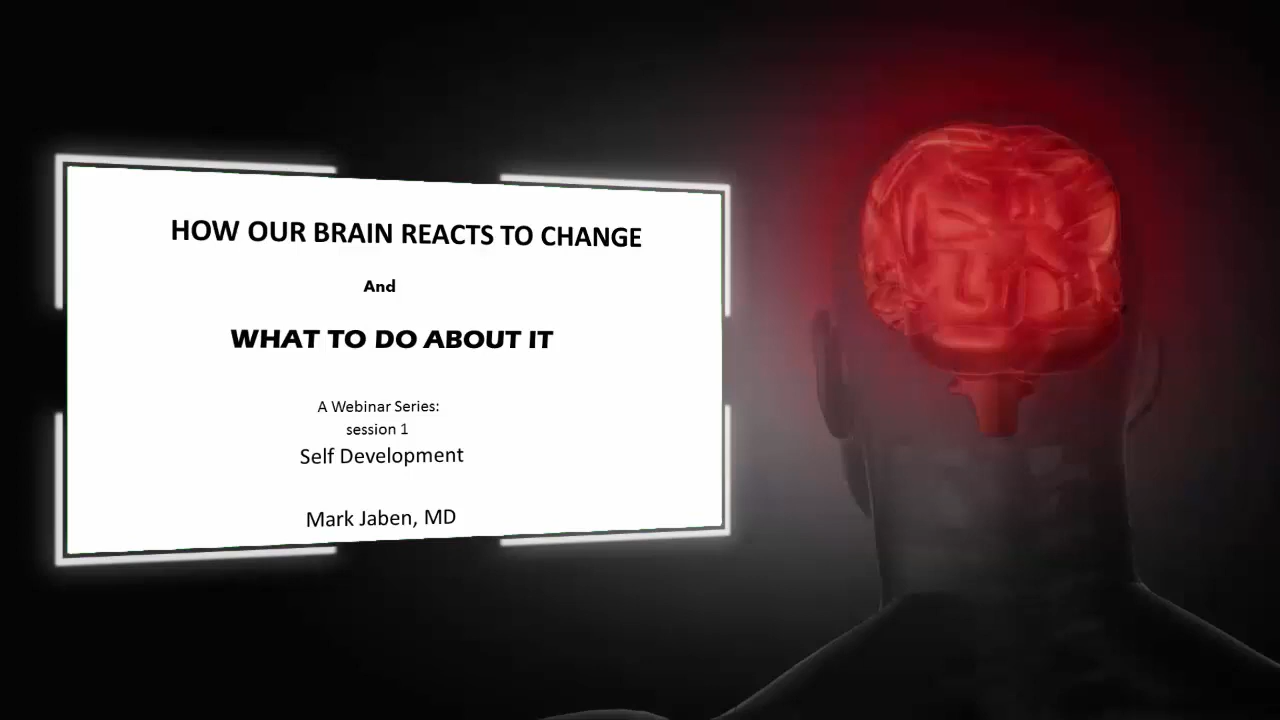 HOW OUR BRAIN REACTS TO CHANGE
And
WHAT TO DO ABOUT IT
A Webinar Series:
session 1
Self Development
Mark Jaben, MD